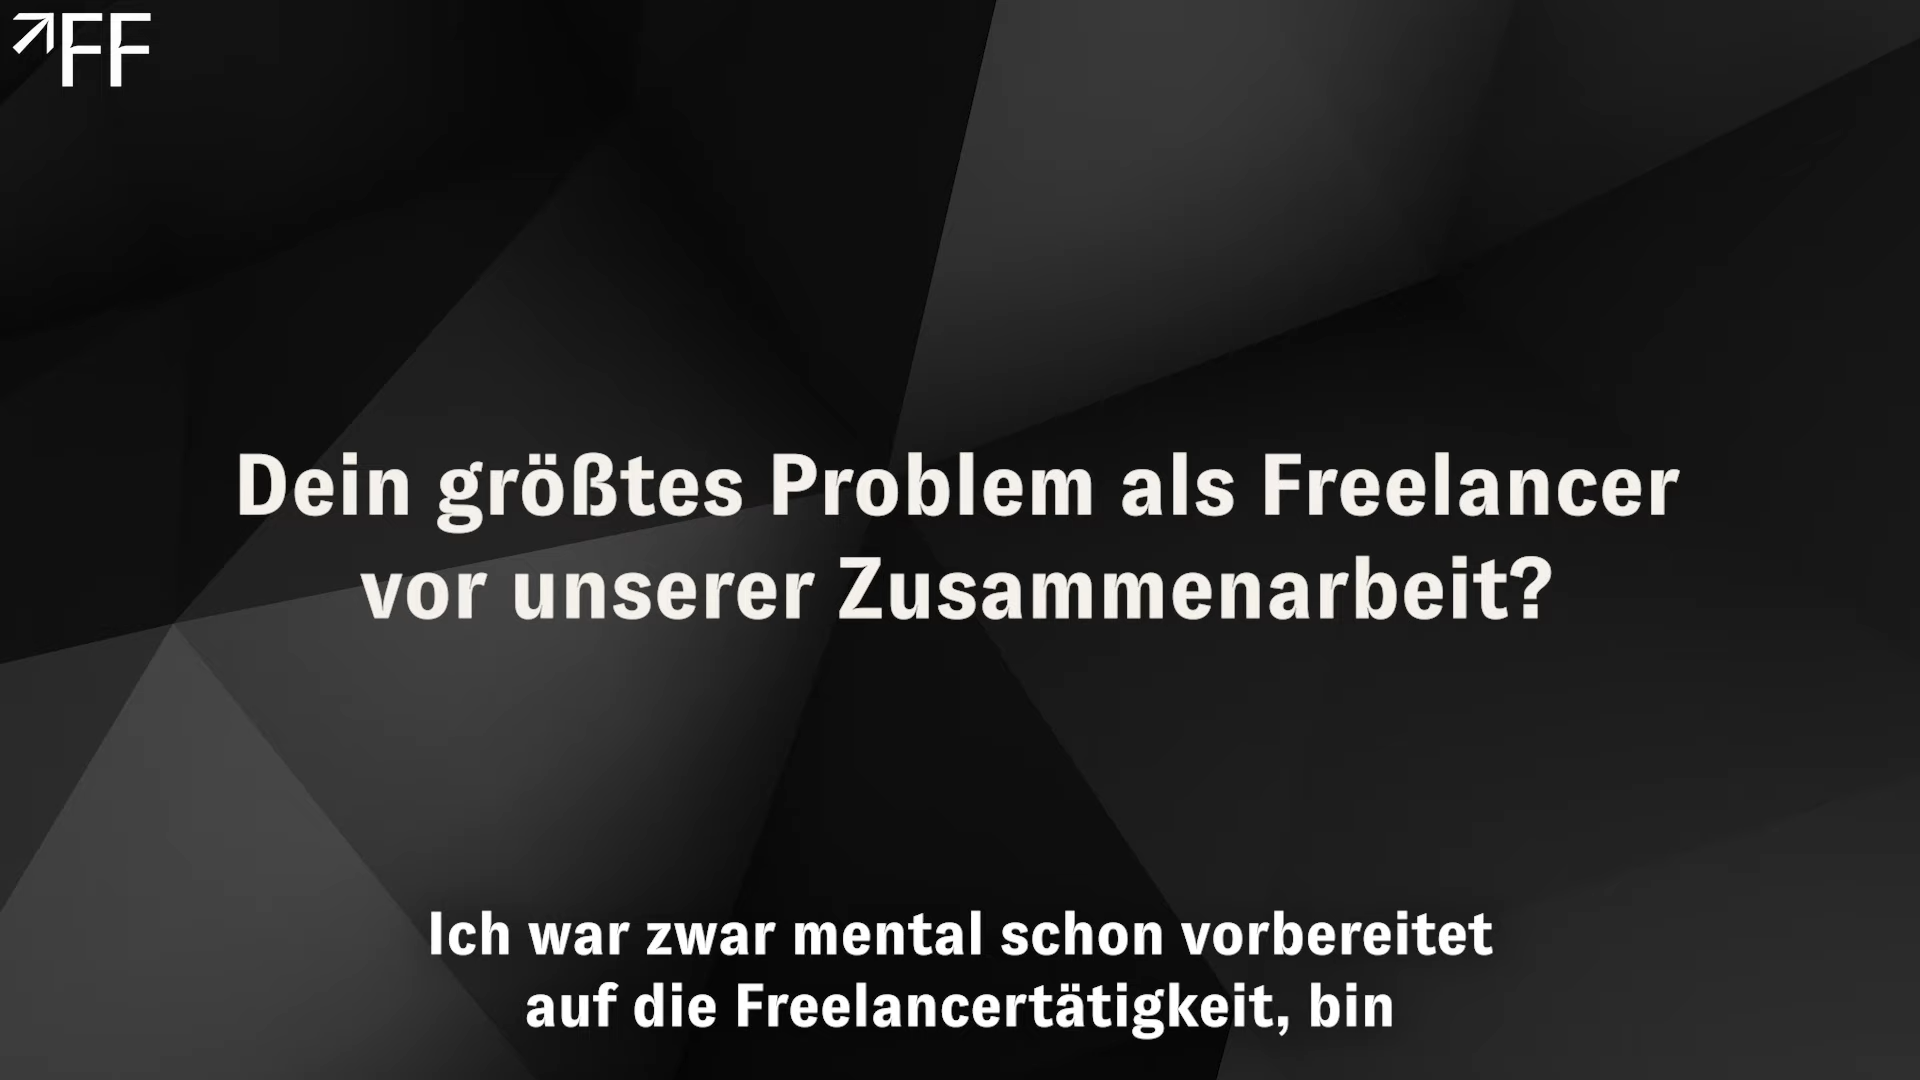 FF
Dein größtes Problem als Freelancer
vor unserer Zusammenarbeit?
Ich war zwar mental schon vorbereitet
auf die Freelancertätigkeit, bin